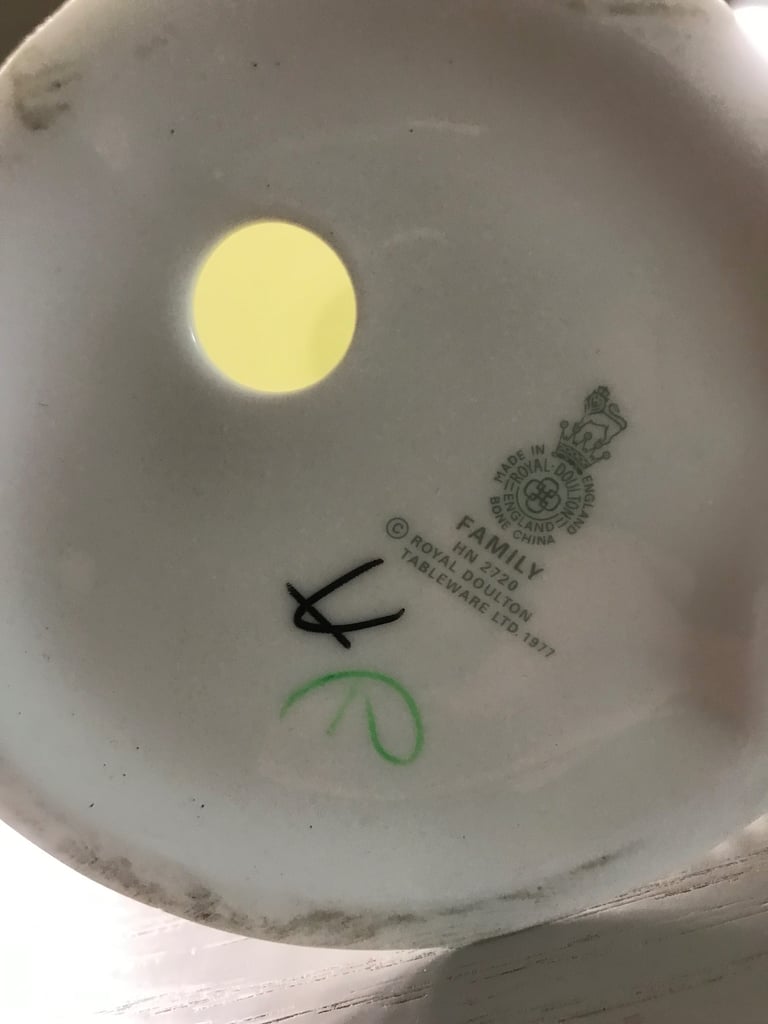 MADE IN ENGLAND
ROYAL·DOULTON
ENGLAND
BONE CHINA
FAMILY
HN 2720
© ROYAL DOULTON
TABLEWARE LTD. 1977